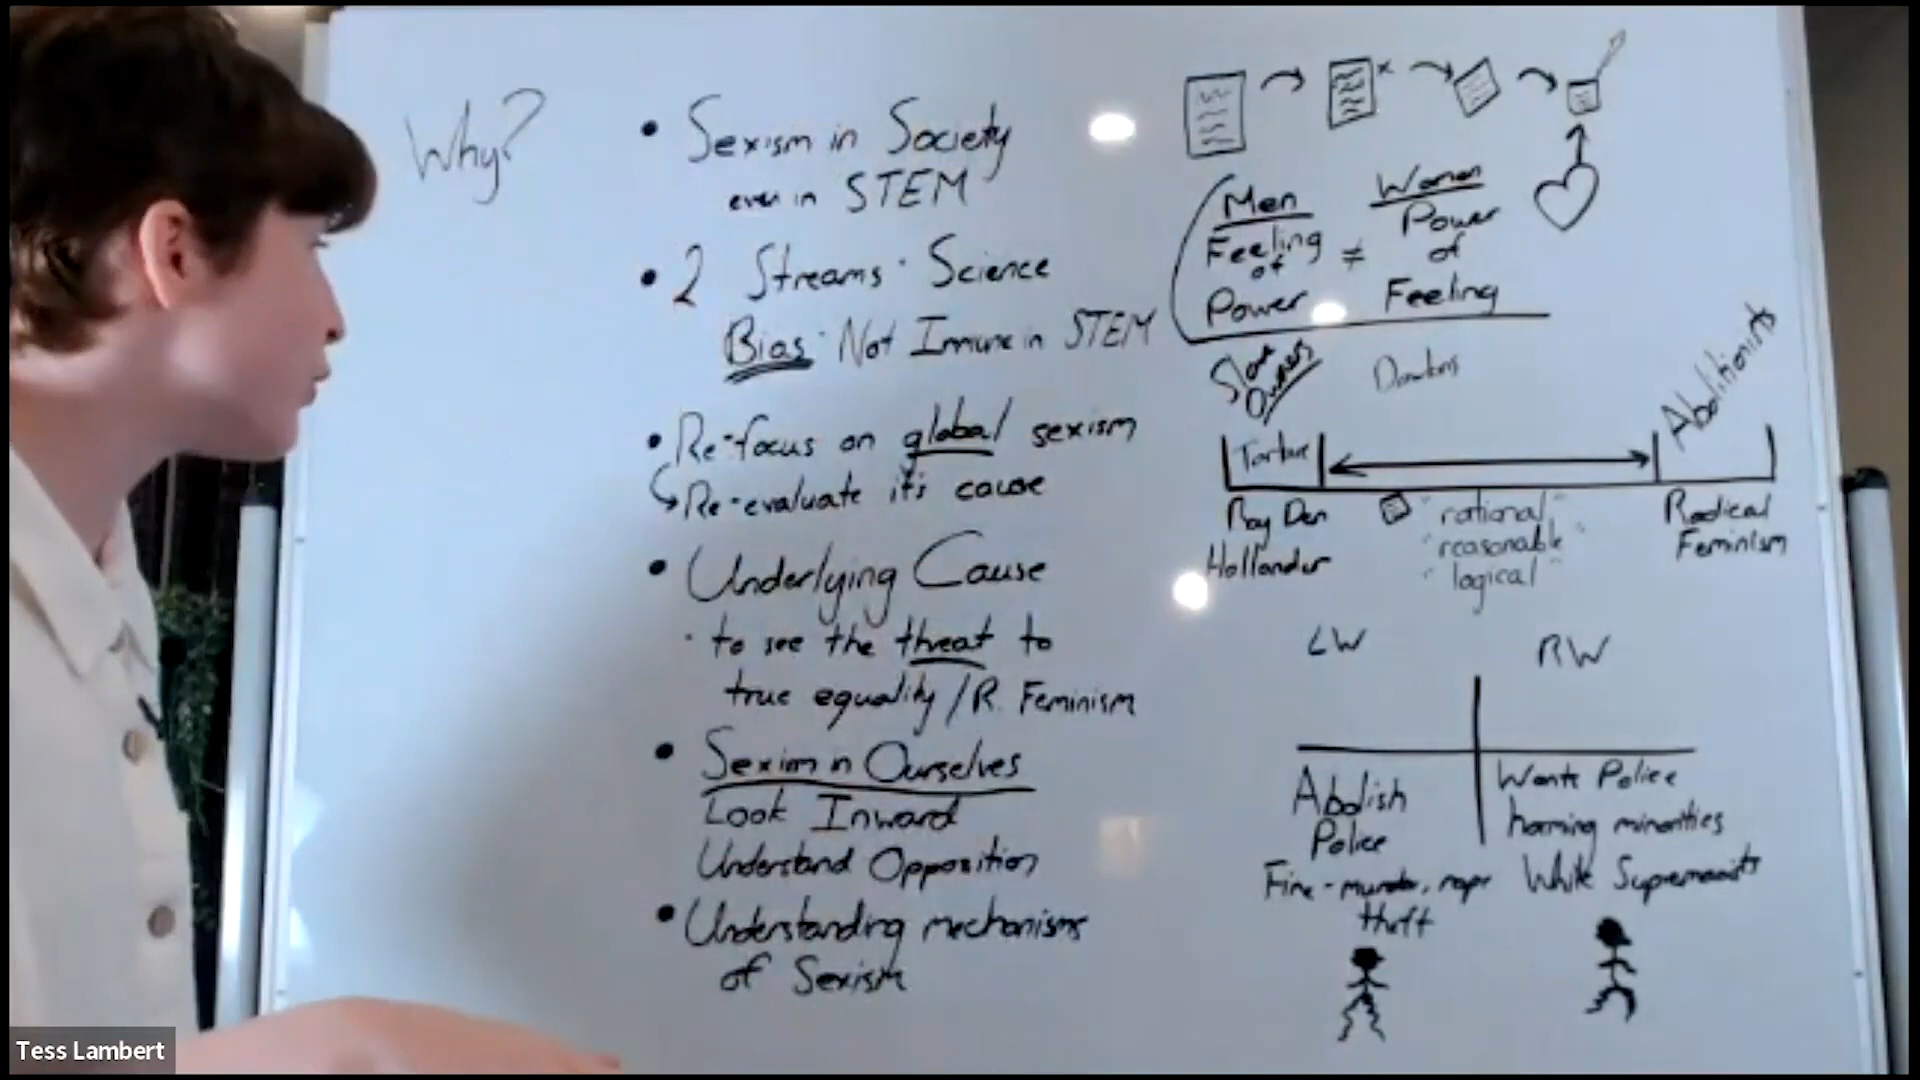 Why?
• Sexism in Society
even in STEM
• 2 Streams · Science
Bias · Not Immune in STEM
• Re-focus on global sexism
Re-evaluate it's cause
• Underlying Cause
· to see the threat to
true equality / R. Feminism
• Sexim in Ourselves
Look Inward
Understand Opposition
• Understanding mechanisms
of Sexism
Men
Feeling
of
Power
≠
Women
Power
of
Feeling
Slave
Owners
Dawkins
Abolitionists
Torture
Roy Den
Hollander
"rational"
"reasonable"
"logical"
Radical
Feminism
LW
RW
Abolish
Police
Fine - murder, rape
theft
Wants Police
harming minorities
White Supremacists
Tess Lambert